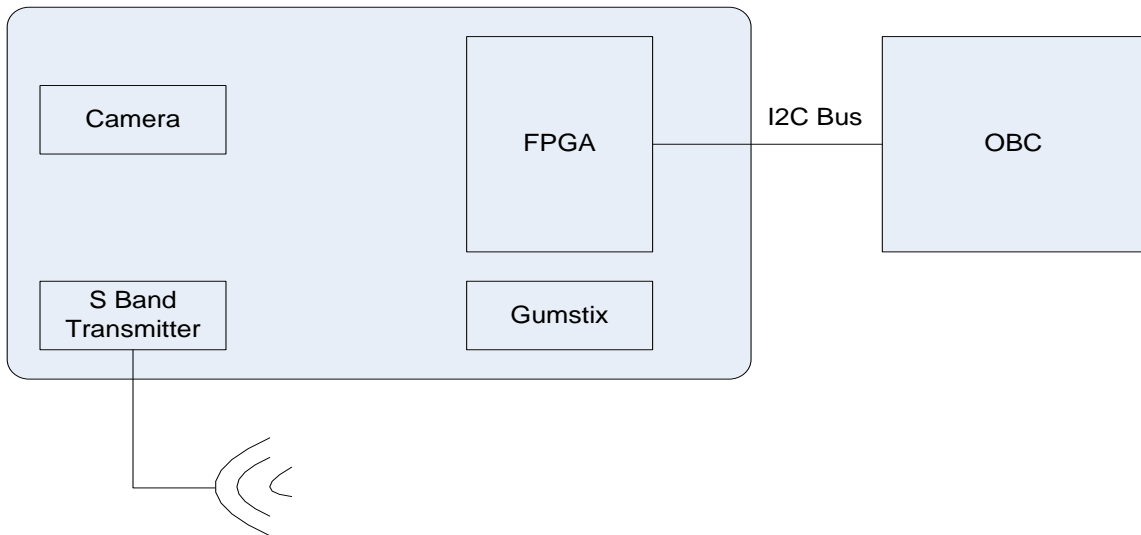 Camera
FPGA
I2C Bus
OBC
S Band
Transmitter
Gumstix